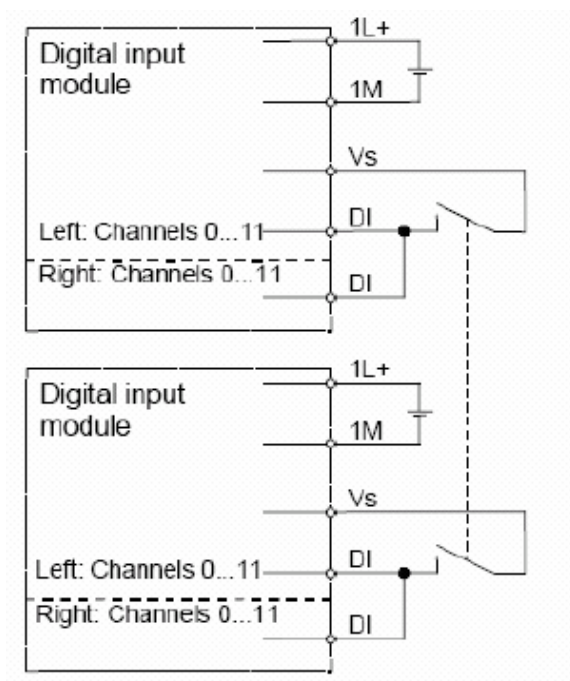 1L+
Digital input
module
1M
Vs
DI
Left: Channels 0...11
Right: Channels 0...11
DI
1L+
Digital input
module
1M
Vs
DI
Left: Channels 0...11
Right: Channels 0...11
DI